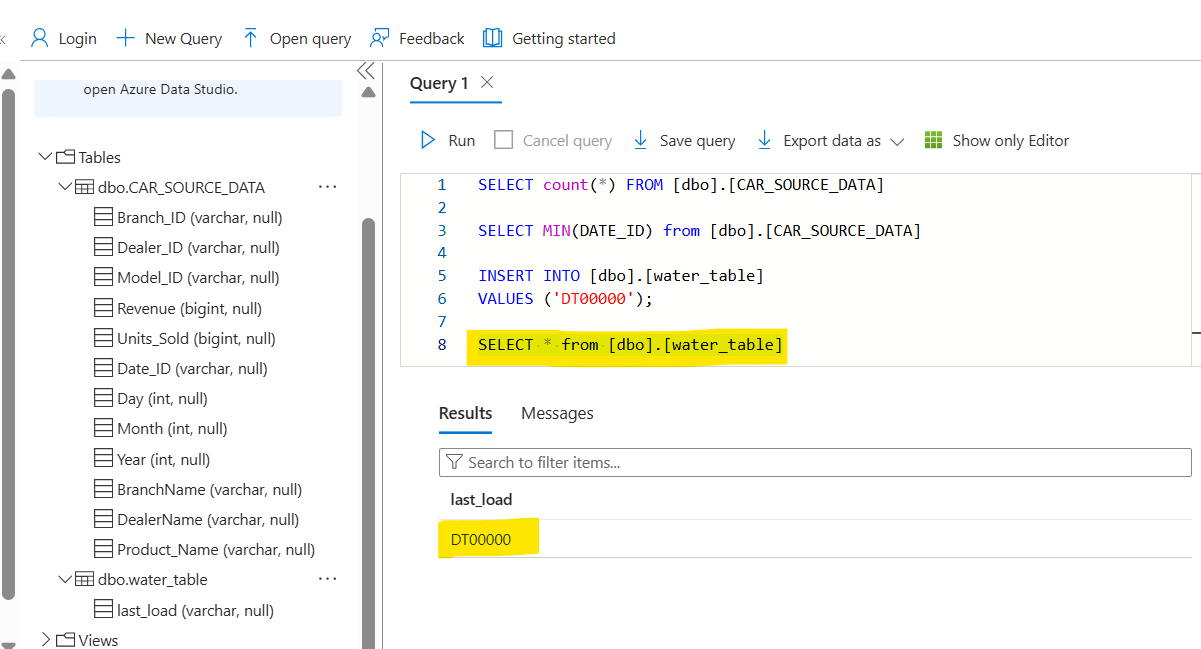 Login New Query Open query Feedback Getting started
open Azure Data Studio.
Tables
dbo.CAR_SOURCE_DATA ...
Branch_ID (varchar, null)
Dealer_ID (varchar, null)
Model_ID (varchar, null)
Revenue (bigint, null)
Units_Sold (bigint, null)
Date_ID (varchar, null)
Day (int, null)
Month (int, null)
Year (int, null)
BranchName (varchar, null)
DealerName (varchar, null)
Product_Name (varchar, null)
dbo.water_table ...
last_load (varchar, null)
Views
Query 1
Run Cancel query Save query Export data as Show only Editor
1 SELECT count(*) FROM [dbo].[CAR_SOURCE_DATA]
2
3 SELECT MIN(DATE_ID) from [dbo].[CAR_SOURCE_DATA]
4
5 INSERT INTO [dbo].[water_table]
6 VALUES ('DT00000');
7
8 SELECT * from [dbo].[water_table]
Results Messages
Search to filter items...
last_load
DT00000